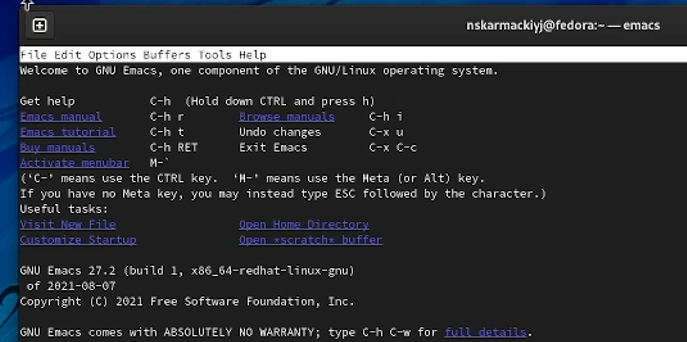 nskarmackiyj@fedora:~ — emacs
File Edit Options Buffers Tools Help
Welcome to GNU Emacs, one component of the GNU/Linux operating system.
Get help C-h (Hold down CTRL and press h)
Emacs manual C-h r Browse manuals C-h i
Emacs tutorial C-h t Undo changes C-x u
Buy manuals C-h RET Exit Emacs C-x C-c
Activate menubar M-`
(‘C-’ means use the CTRL key. ‘M-’ means use the Meta (or Alt) key.
If you have no Meta key, you may instead type ESC followed by the character.)
Useful tasks:
Visit New File Open Home Directory
Customize Startup Open *scratch* buffer
GNU Emacs 27.2 (build 1, x86_64-redhat-linux-gnu)
of 2021-08-07
Copyright (C) 2021 Free Software Foundation, Inc.
GNU Emacs comes with ABSOLUTELY NO WARRANTY; type C-h C-w for full details.